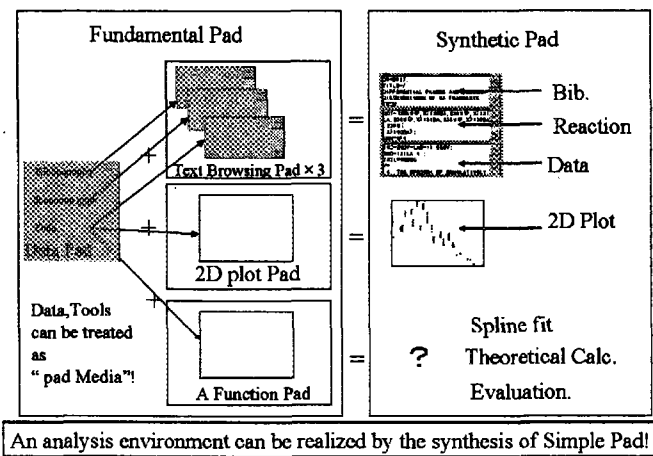 Fundamental Pad
Synthetic Pad
Text Browsing Pad × 3
=
Bib.
Reaction
Data
Data Pad
+
2D plot Pad
+
=
2D Plot
Data,Tools
can be treated
as
“ pad Media”!
+
A Function Pad
=
?
Spline fit
Theoretical Calc.
Evaluation.
An analysis environment can be realized by the synthesis of Simple Pad!